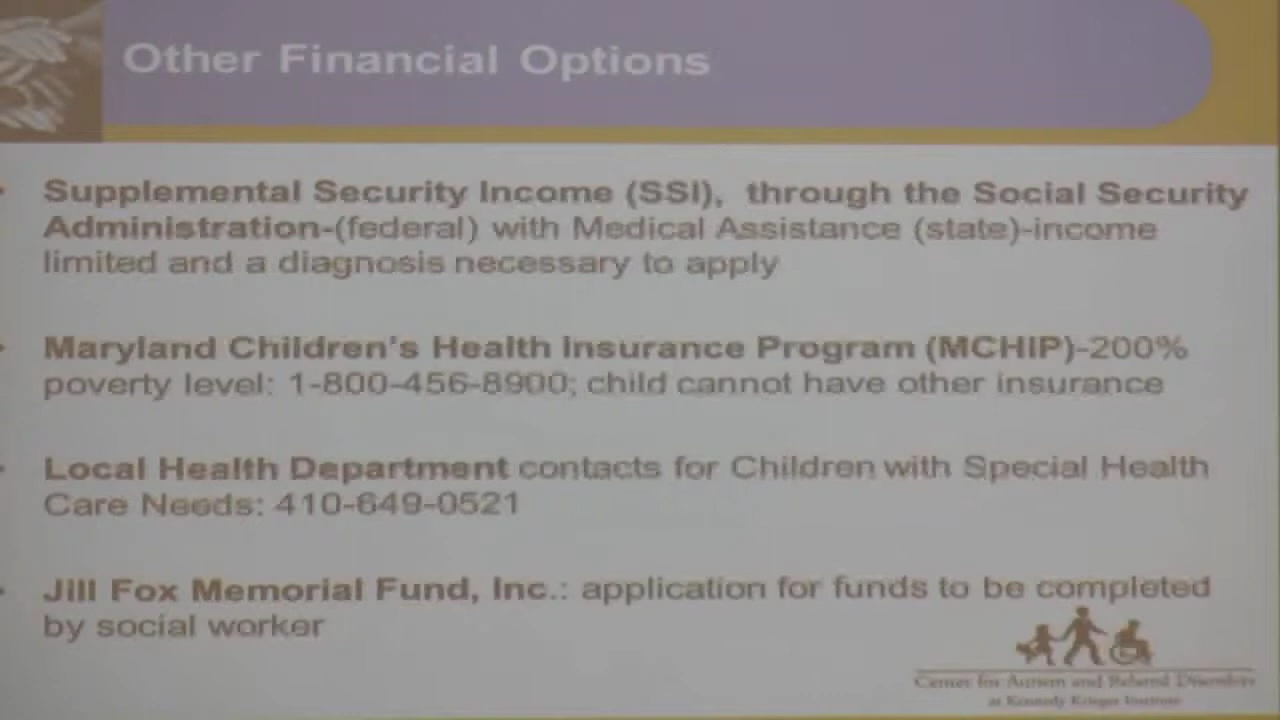 Other Financial Options
Supplemental Security Income (SSI), through the Social Security
Administration-(federal) with Medical Assistance (state)-income
limited and a diagnosis necessary to apply
Maryland Children's Health Insurance Program (MCHIP)-200%
poverty level: 1-800-456-8900; child cannot have other insurance
Local Health Department contacts for Children with Special Health
Care Needs: 410-649-0521
Jill Fox Memorial Fund, Inc.: application for funds to be completed
by social worker
Center for Autism and Related Disorders
at Kennedy Krieger Institute